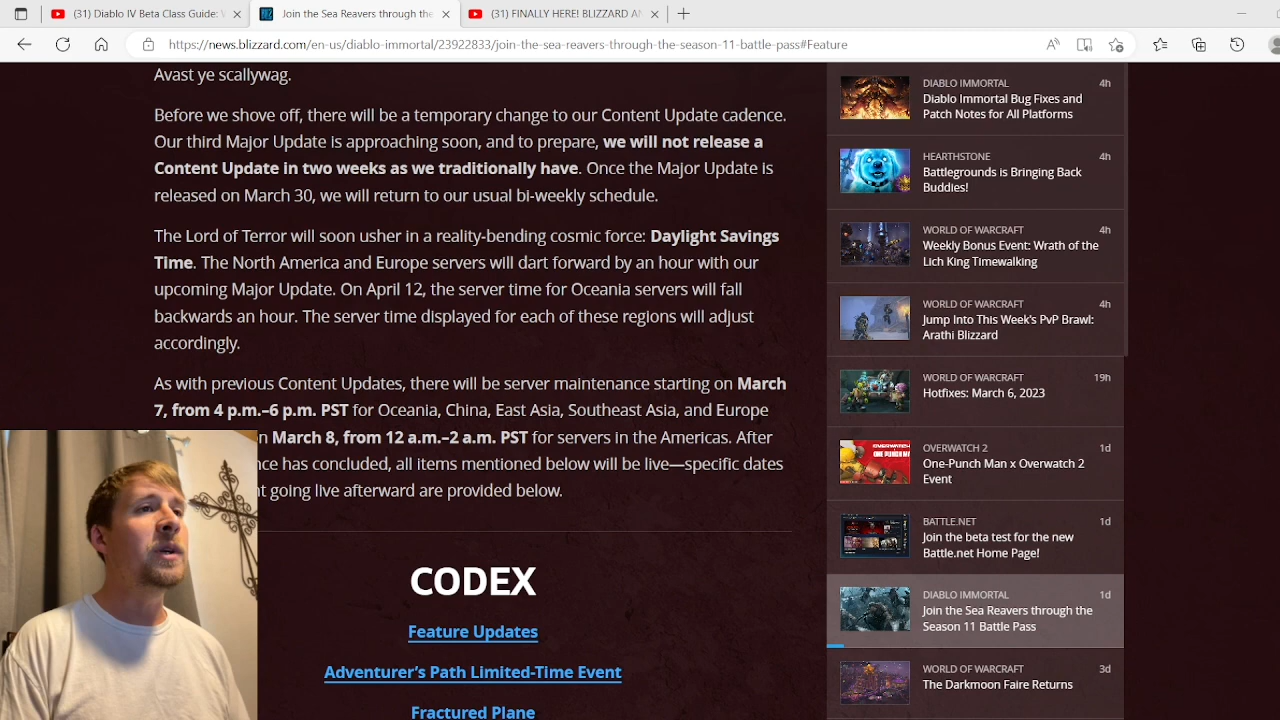 (31) Diablo IV Beta Class Guide: W
Join the Sea Reavers through the
(31) FINALLY HERE! BLIZZARD AN
https://news.blizzard.com/en-us/diablo-immortal/23922833/join-the-sea-reavers-through-the-season-11-battle-pass#Feature
Avast ye scallywag.
Before we shove off, there will be a temporary change to our Content Update cadence.
Our third Major Update is approaching soon, and to prepare, we will not release a
Content Update in two weeks as we traditionally have. Once the Major Update is
released on March 30, we will return to our usual bi-weekly schedule.
The Lord of Terror will soon usher in a reality-bending cosmic force: Daylight Savings
Time. The North America and Europe servers will dart forward by an hour with our
upcoming Major Update. On April 12, the server time for Oceania servers will fall
backwards an hour. The server time displayed for each of these regions will adjust
accordingly.
As with previous Content Updates, there will be server maintenance starting on March
7, from 4 p.m.–6 p.m. PST for Oceania, China, East Asia, Southeast Asia, and Europe
March 8, from 12 a.m.–2 a.m. PST for servers in the Americas. After
has concluded, all items mentioned below will be live—specific dates
going live afterward are provided below.
CODEX
Feature Updates
Adventurer's Path Limited-Time Event
Fractured Plane
DIABLO IMMORTAL 4h
Diablo Immortal Bug Fixes and
Patch Notes for All Platforms
HEARTHSTONE 4h
Battlegrounds is Bringing Back
Buddies!
WORLD OF WARCRAFT 4h
Weekly Bonus Event: Wrath of the
Lich King Timewalking
WORLD OF WARCRAFT 4h
Jump Into This Week's PvP Brawl:
Arathi Blizzard
WORLD OF WARCRAFT 19h
Hotfixes: March 6, 2023
OVERWATCH 2 1d
One-Punch Man x Overwatch 2
Event
BATTLE.NET 1d
Join the beta test for the new
Battle.net Home Page!
DIABLO IMMORTAL 1d
Join the Sea Reavers through the
Season 11 Battle Pass
WORLD OF WARCRAFT 3d
The Darkmoon Faire Returns